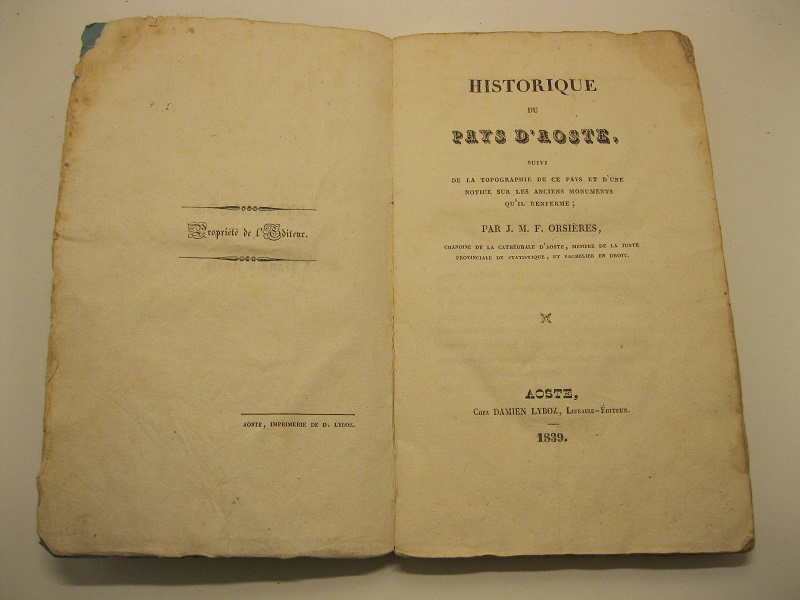 Propriété de l'Editeur.
AOSTE, IMPRIMERIE DE D. LYBOZ.
HISTORIQUE
DU
PAYS D'AOSTE,
SUIVI
DE LA TOPOGRAPHIE DE CE PAYS ET D'UNE
NOTICE SUR LES ANCIENS MONUMENTS
QU'IL RENFERME ;
PAR J. M. F. ORSIÈRES,
CHANOINE DE LA CATHÉDRALE D'AOSTE, MEMBRE DE LA JUNTE
PROVINCIALE DE STATISTIQUE, ET BACHELIER EN DROIT.
AOSTE,
Chez DAMIEN LYBOZ, Libraire-Éditeur.
1839.